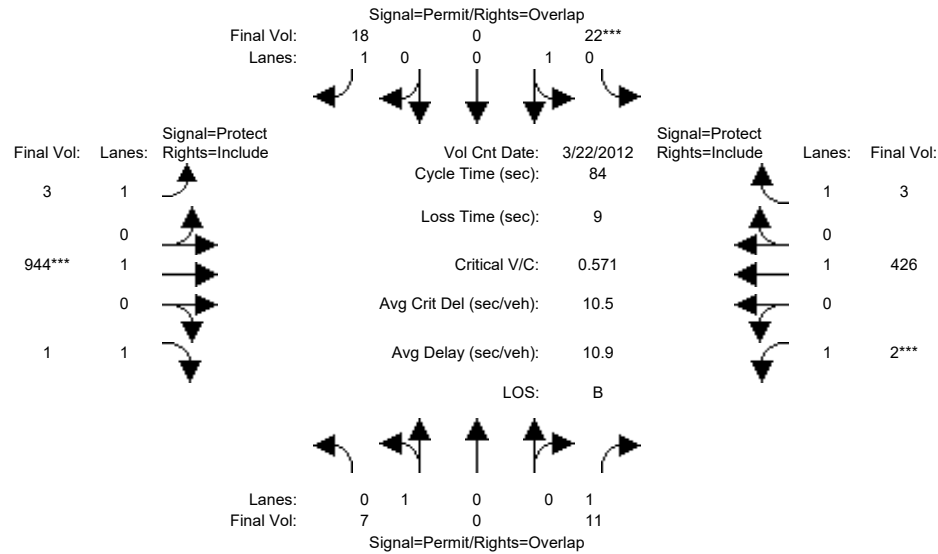 Signal=Permit/Rights=Overlap
Final Vol: 18 0 22***
Lanes: 1 0 0 1 0
Signal=Protect Signal=Protect
Final Vol: Lanes: Rights=Include Vol Cnt Date: 3/22/2012 Rights=Include Lanes: Final Vol:
Cycle Time (sec): 84
3 1 1 3
Loss Time (sec): 9
0 0
944*** 1 Critical V/C: 0.571 1 426
0 Avg Crit Del (sec/veh): 10.5 0
1 1 Avg Delay (sec/veh): 10.9 1 2***
LOS: B
Lanes: 0 1 0 0 1
Final Vol: 7 0 11
Signal=Permit/Rights=Overlap